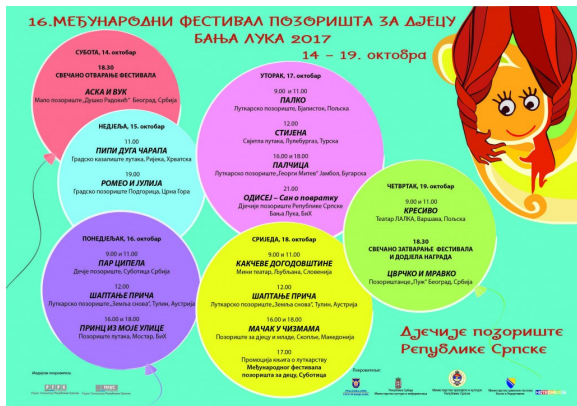 16.МЕЂУНАРОДНИ ФЕСТИВАЛ ПОЗОРИШТА ЗА ДЈЕЦУ
БАЊА ЛУКА 2017
14 – 19. октобра
СУБОТА, 14. октобар
18.30
СВЕЧАНО ОТВАРАЊЕ ФЕСТИВАЛА
АСКА И ВУК
Мало позориште „Душко Радовић“ Београд, Србија
НЕДЈЕЉА, 15. октобар
11.00
ПИПИ ДУГА ЧАРАПА
Градско казалиште лутака, Ријека, Хрватска
19.00
РОМЕО И ЈУЛИЈА
Градско позориште Подгорица, Црна Гора
ПОНЕДЈЕЉАК, 16. октобар
9.00 и 11.00
ПАР ЦИПЕЛА
Дечје позориште, Суботица Србија
12.00
ШАПТАЊЕ ПРИЧА
Луткарско позориште „Земља снова“, Тулин, Аустрија
16.00 и 18.00
ПРИНЦ ИЗ МОЈЕ УЛИЦЕ
Позориште лутака, Мостар, БиХ
УТОРАК, 17. октобар
9.00 и 11.00
ПАЛКО
Луткарско позориште, Бјалисток, Пољска
12.00
СТИЈЕНА
Свјетла лутака, Лулебургаз, Турска
16.00 и 18.00
ПАЛЧИЦА
Луткарско позориште „Георги Митев“ Јамбол, Бугарска
21.00
ОДИСЕЈ – Сан о повратку
Дјечије позориште Републике Српске
Бања Лука, БиХ
СРИЈЕДА, 18. октобар
9.00 и 11.00
КАКЧЕВЕ ДОГОДОВШТИНЕ
Мини театар, Љубљана, Словенија
12.00
ШАПТАЊЕ ПРИЧА
Луткарско позориште „Земља снова“, Тулин, Аустрија
16.00 и 18.00
МАЧАК У ЧИЗМАМА
Позориште за дјецу и младе, Скопље, Македонија
17.00
Промоција књига о луткарству
Међународног фестивала
позоришта за децу, Суботица
ЧЕТВРТАК, 19. октобар
9.00 и 11.00
КРЕСИВО
Театар ЛАЛКА, Варшава, Пољска
18.30
СВЕЧАНО ЗАТВАРАЊЕ ФЕСТИВАЛА
И ДОДЈЕЛА НАГРАДА
ЦВРЧКО И МРАВКО
Позориштанце „Пуж“ Београд, Србија
Дјечије позориште
Републике Српске